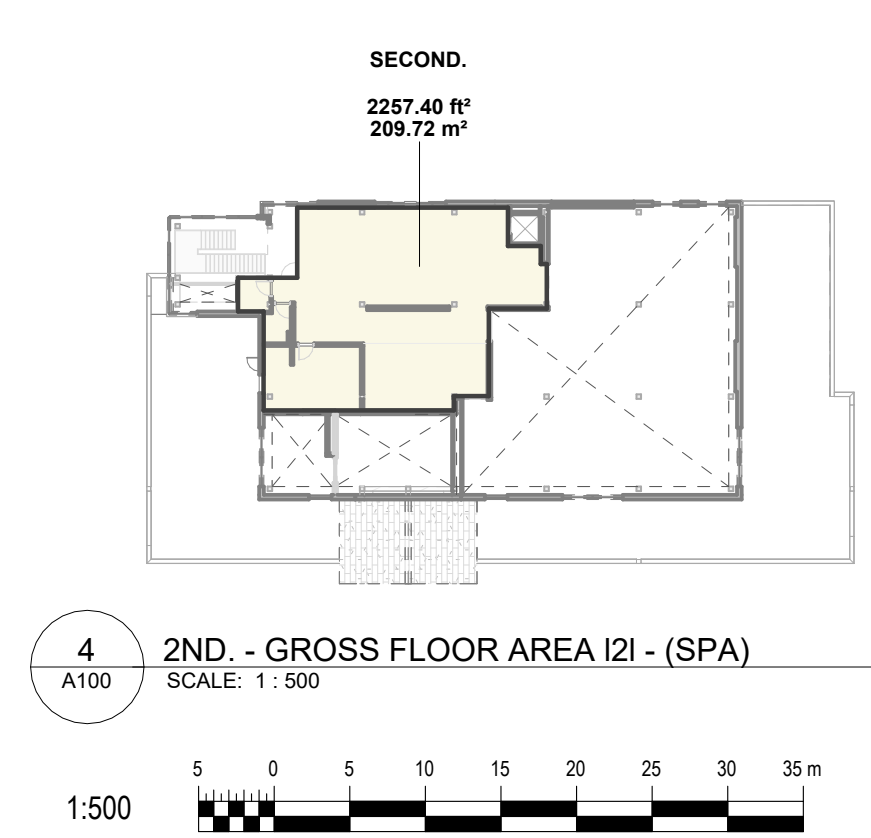 SECOND.
2257.40 ft²
209.72 m²
4
A100
2ND. - GROSS FLOOR AREA I2I - (SPA)
SCALE: 1 : 500
1:500
5 0 5 10 15 20 25 30 35 m